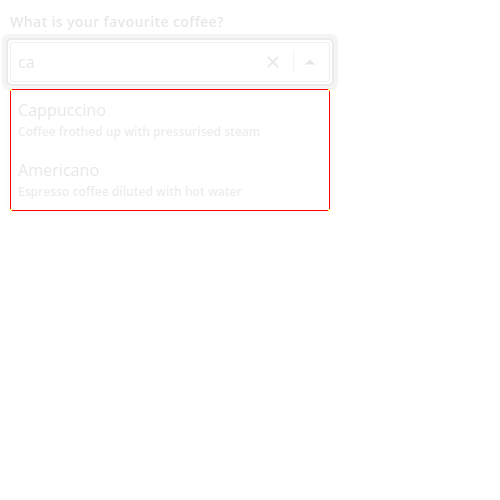 What is your favourite coffee?
ca
Cappuccino
Coffee frothed up with pressurised steam
Americano
Espresso coffee diluted with hot water